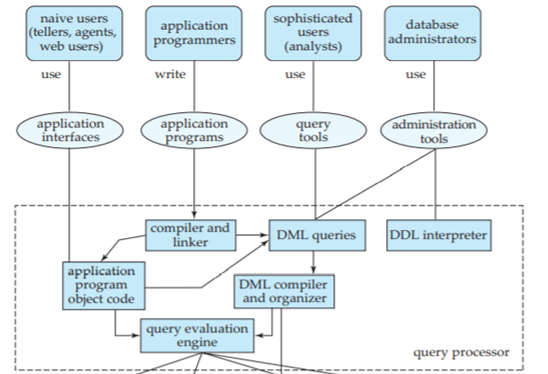 naive users
(tellers, agents,
web users)
application
programmers
sophisticated
users
(analysts)
database
administrators
use
write
use
use
application
interfaces
application
programs
query
tools
administration
tools
compiler and
linker
DML queries
DDL interpreter
application
program
object code
DML compiler
and organizer
query evaluation
engine
query processor